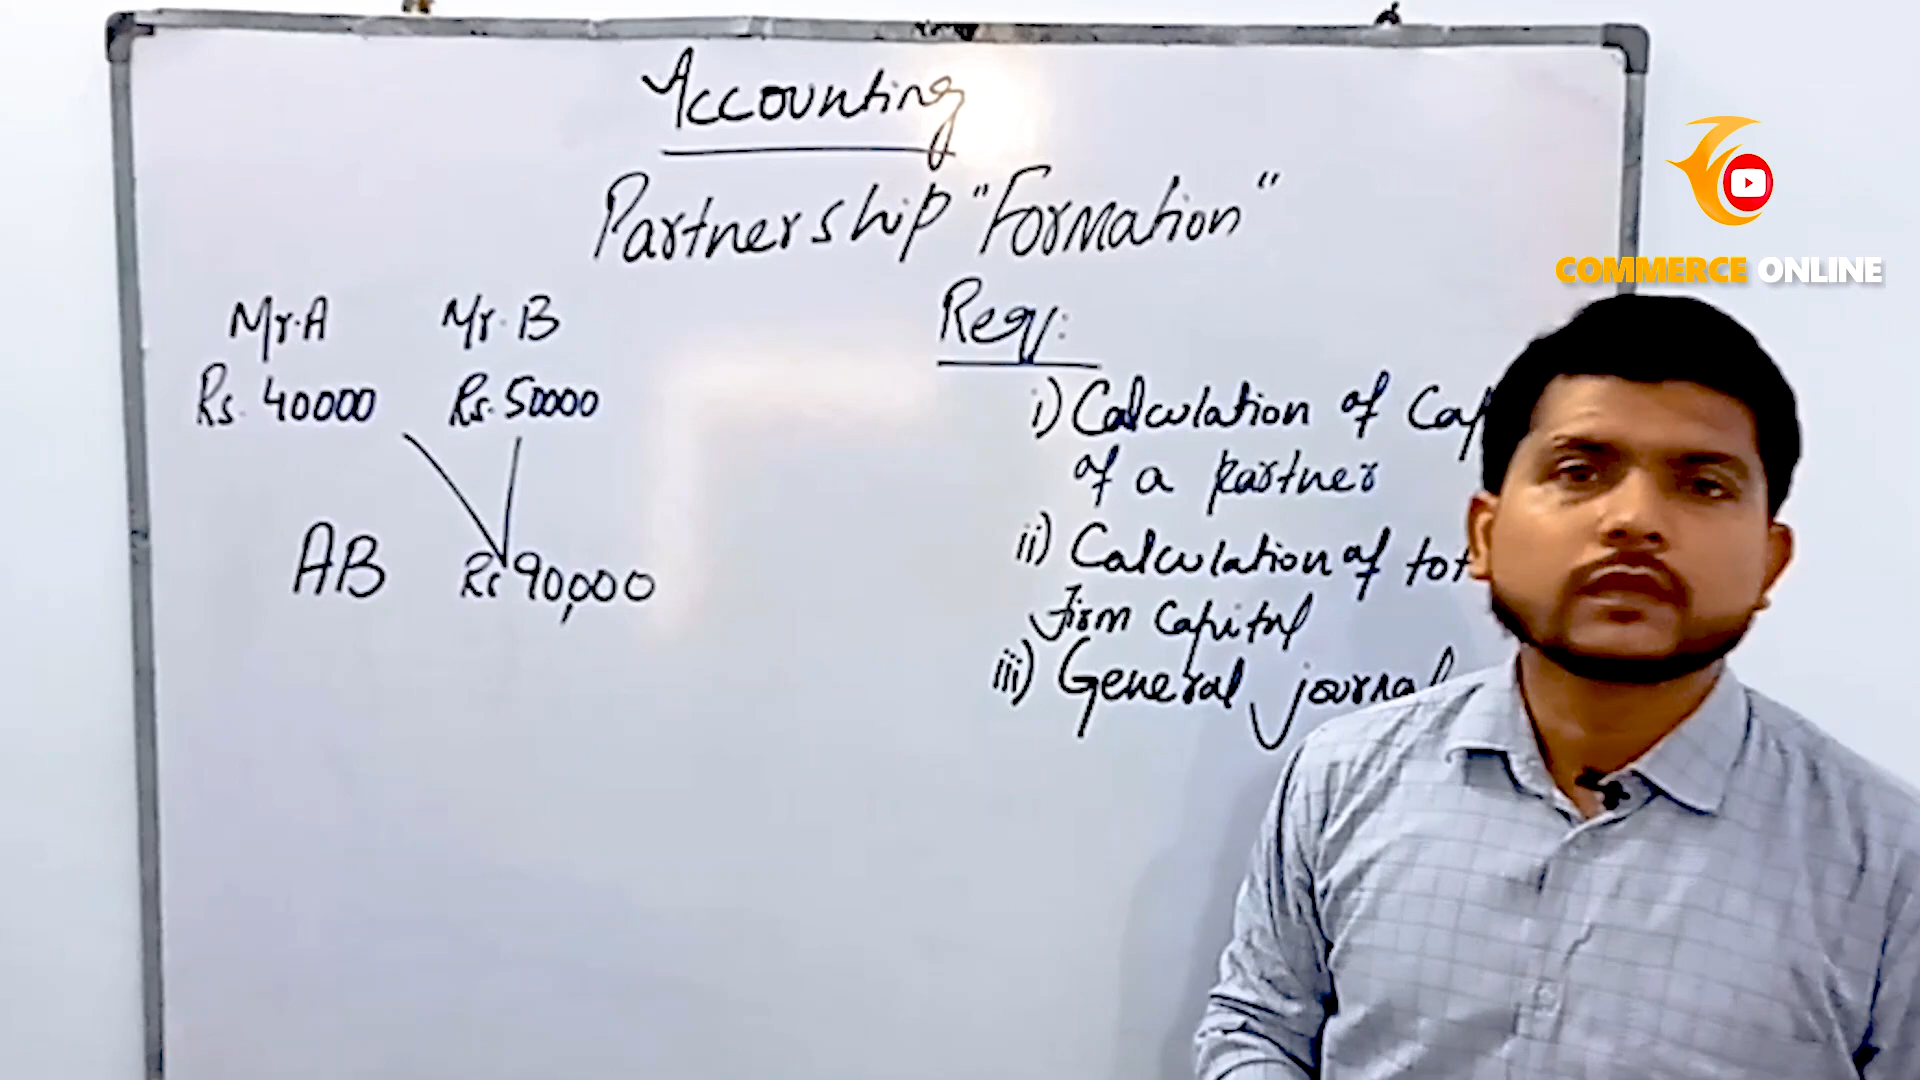 Accounting
Partnership "Formation"
Mr. A Mr. B
Rs. 40000 Rs. 50000
AB Rs 90,000
Req:
i) Calculation of
of a partner
ii) Calculation of
Firm Capital
iii) General journal
COMMERCE ONLINE